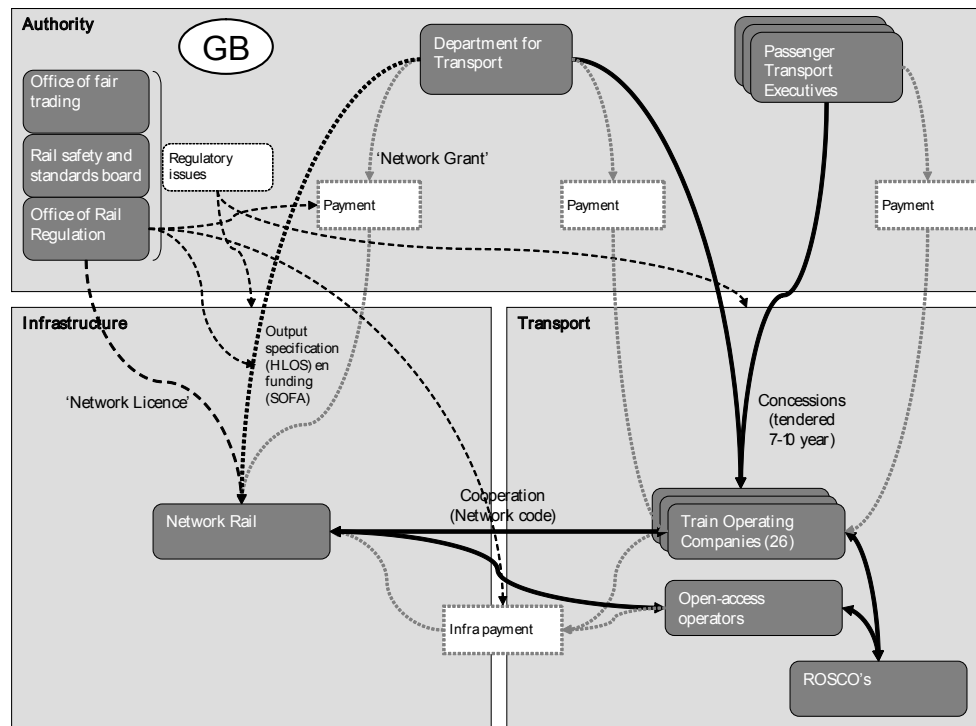 Authority
GB
Department for
Transport
Passenger
Transport
Executives
Office of fair
trading
Rail safety and
standards board
Office of Rail
Regulation
Regulatory
issues
‘Network Grant’
Payment
Payment
Payment
Infrastructure
Transport
Output
specification
(HLOS) en
funding
(SOFA)
‘Network Licence’
Concessions
(tendered
7-10 year)
Cooperation
(Network code)
Network Rail
Train Operating
Companies (26)
Open-access
operators
Infra payment
ROSCO’s